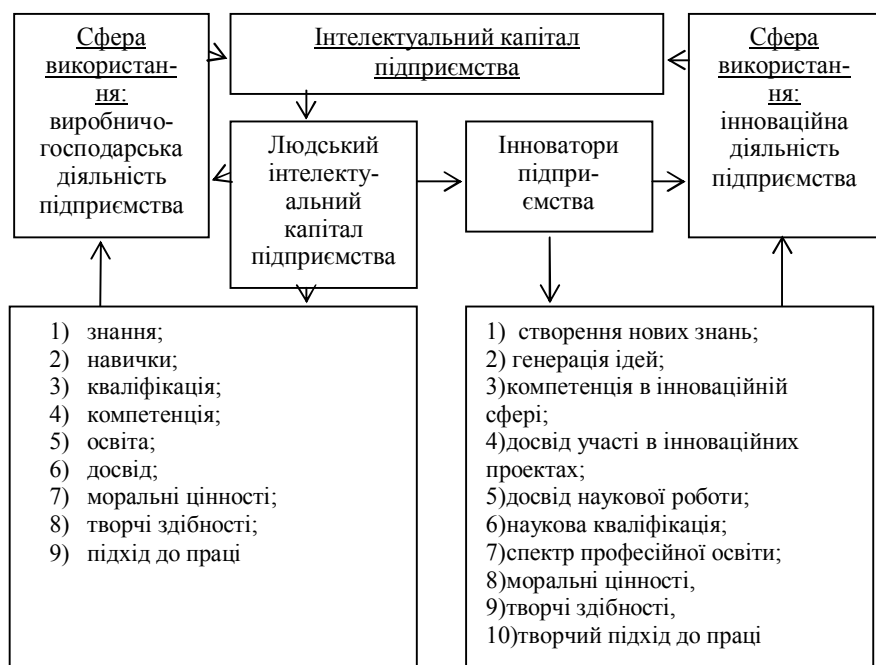 Сфера
використан-
ня:
виробничо-
господарська
діяльність
підприємства
Інтелектуальний капітал
підприємства
Сфера
використан-
ня:
інноваційна
діяльність
підприємства
Людський
інтелекту-
альний
капітал
підприємства
Інноватори
підпри-
ємства
1) знання;
2) навички;
3) кваліфікація;
4) компетенція;
5) освіта;
6) досвід;
7) моральні цінності;
8) творчі здібності;
9) підхід до праці
1) створення нових знань;
2) генерація ідей;
3)компетенція в інноваційній
сфері;
4)досвід участі в інноваційних
проектах;
5)досвід наукової роботи;
6)наукова кваліфікація;
7)спектр професійної освіти;
8)моральні цінності,
9)творчі здібності,
10)творчий підхід до праці